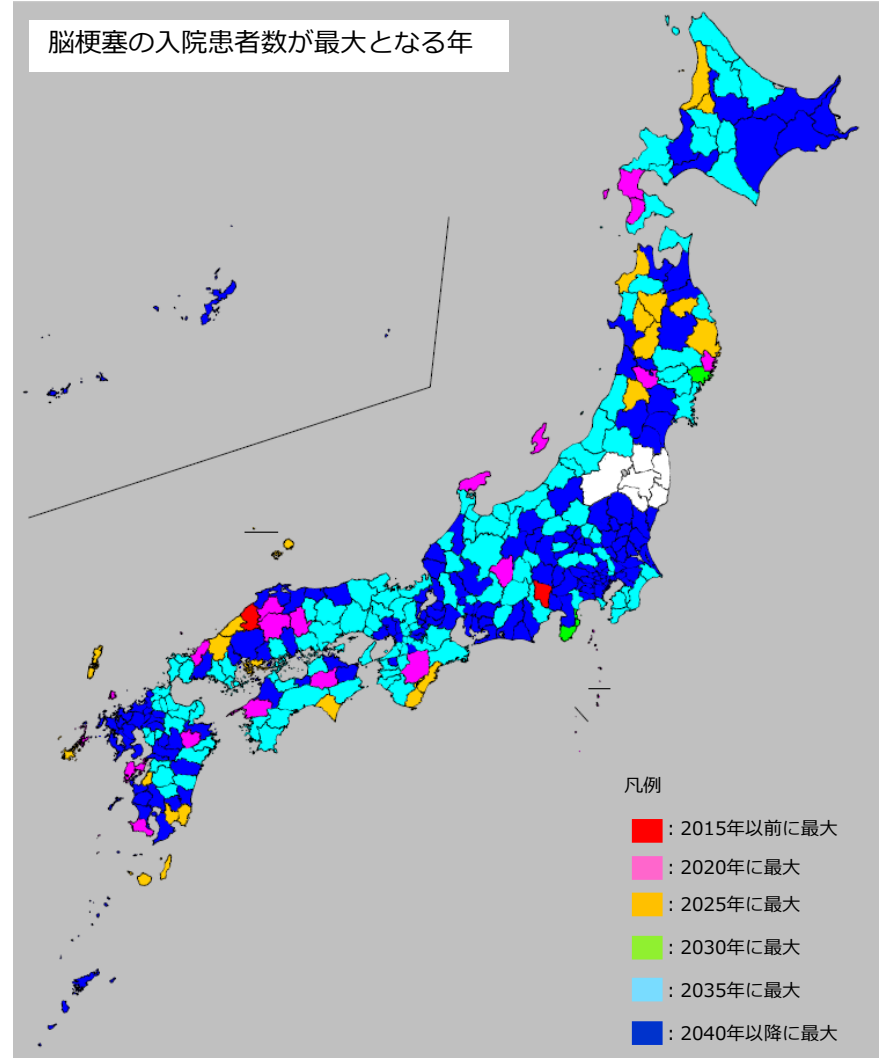 脳梗塞の入院患者数が最大となる年
凡例
：2015年以前に最大
：2020年に最大
：2025年に最大
：2030年に最大
：2035年に最大
：2040年以降に最大